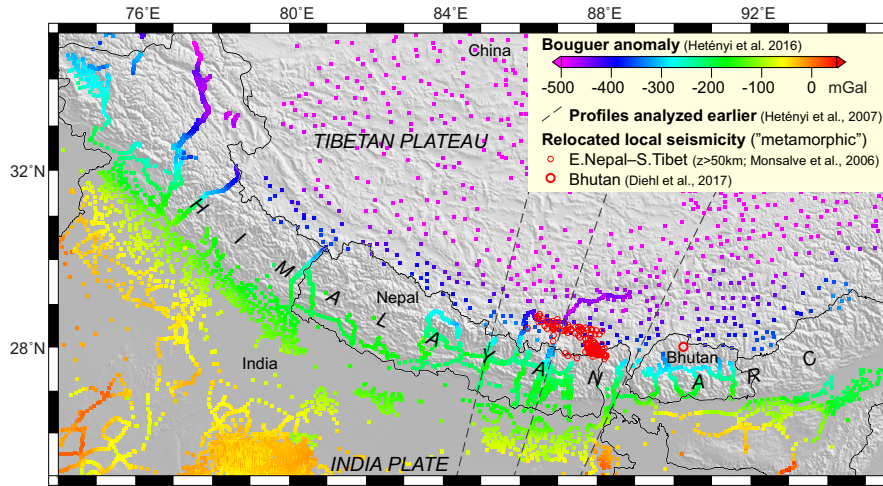 76°E 80°E 84°E 88°E 92°E
China
Bouguer anomaly (Hetényi et al. 2016)
-500 -400 -300 -200 -100 0 mGal
Profiles analyzed earlier (Hetényi et al., 2007)
Relocated local seismicity ("metamorphic")
E.Nepal–S.Tibet (z>50km; Monsalve et al., 2006)
Bhutan (Diehl et al., 2017)
TIBETAN PLATEAU
32°N
HIMALAYAN ARC
Nepal
28°N
India
Bhutan
INDIA PLATE